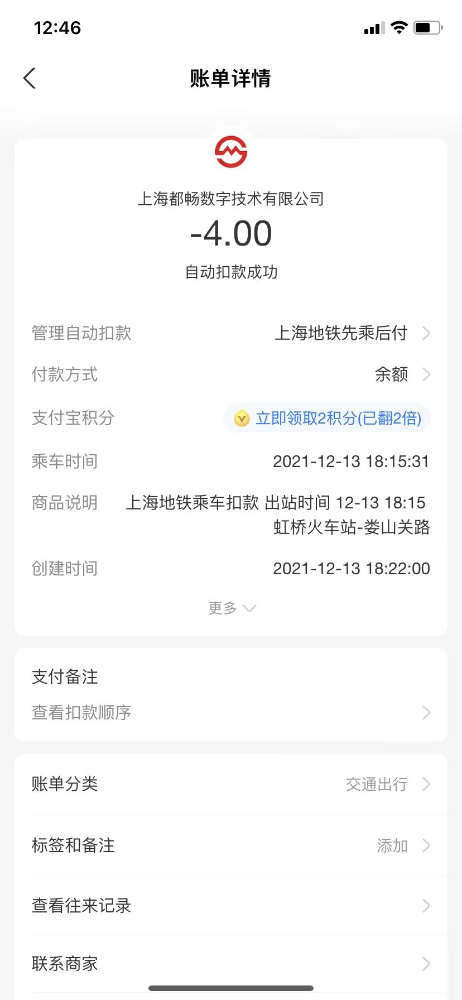 12:46
账单详情
上海都畅数字技术有限公司
-4.00
自动扣款成功
管理自动扣款 上海地铁先乘后付
付款方式 余额
支付宝积分 立即领取2积分(已翻2倍)
乘车时间 2021-12-13 18:15:31
商品说明 上海地铁乘车扣款 出站时间 12-13 18:15
虹桥火车站-娄山关路
创建时间 2021-12-13 18:22:00
更多
支付备注
查看扣款顺序
账单分类 交通出行
标签和备注 添加
查看往来记录
联系商家